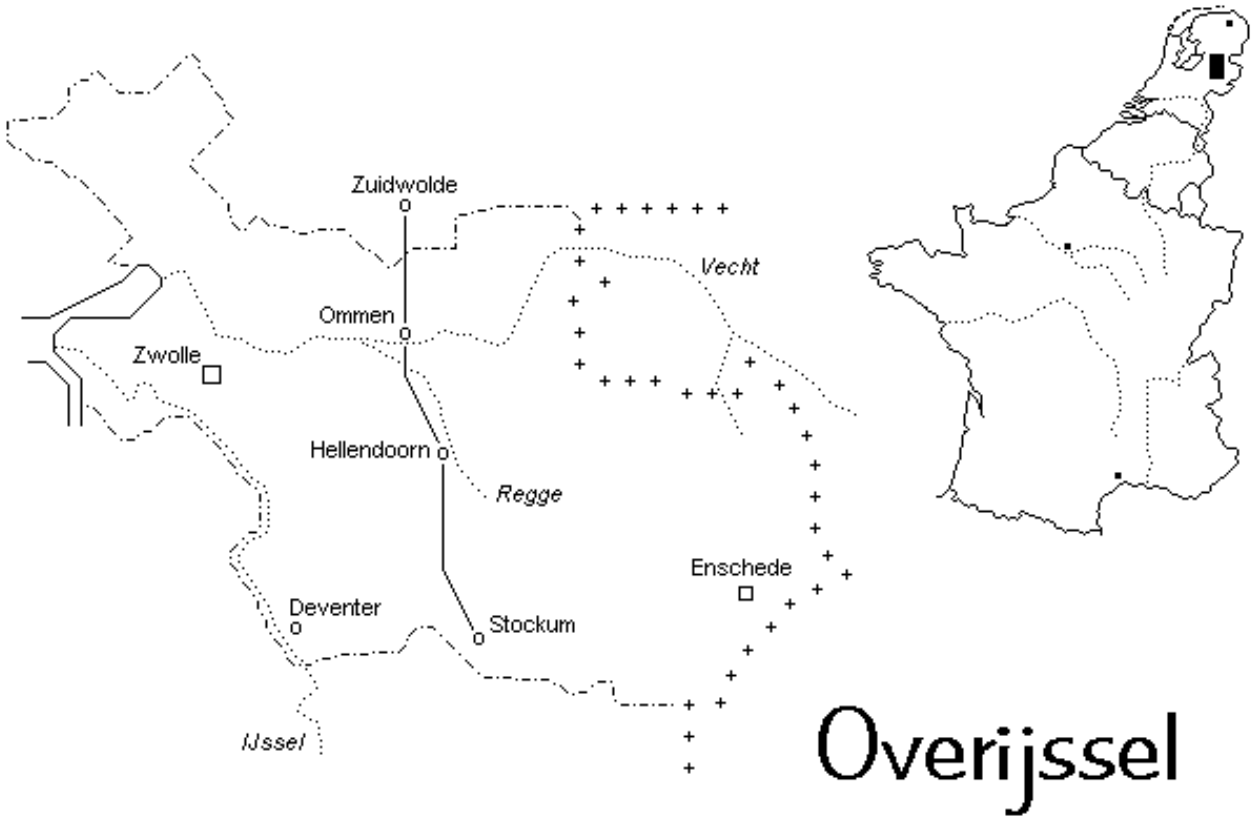 Zuidwolde
Vecht
Ommen
Zwolle
Hellendoorn
Regge
Enschede
Deventer
Stockum
IJssel
Overijssel